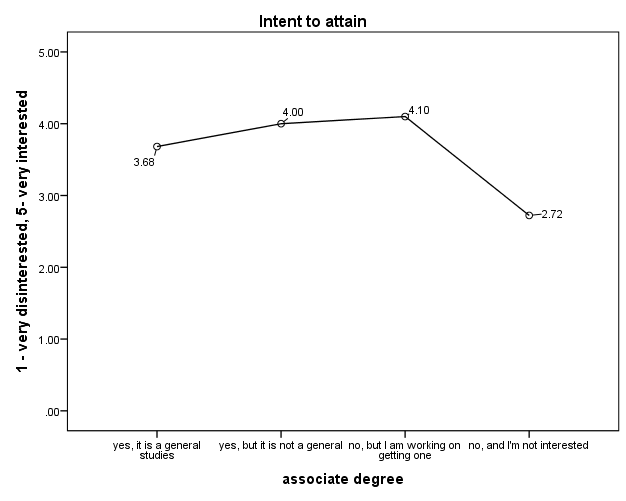 Intent to attain
1 - very disinterested, 5- very interested
5.00
4.00
3.00
2.00
1.00
.00
3.68
4.00
4.10
2.72
yes, it is a general
studies
yes, but it is not a general
no, but I am working on
getting one
no, and I'm not interested
associate degree